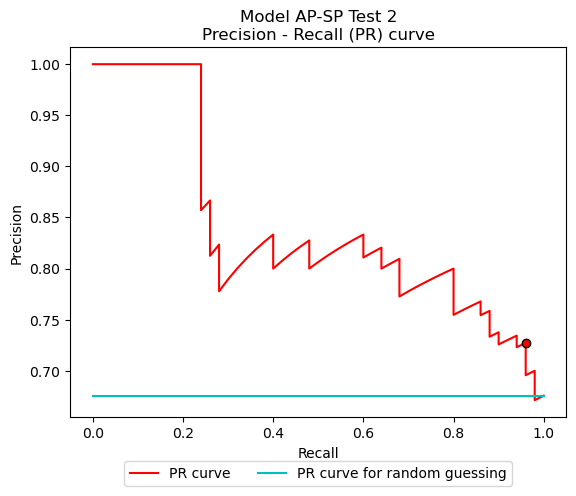 Model AP-SP Test 2
Precision - Recall (PR) curve
1.00
0.95
0.90
0.85
0.80
0.75
0.70
Precision
0.0 0.2 0.4 0.6 0.8 1.0
Recall
PR curve PR curve for random guessing